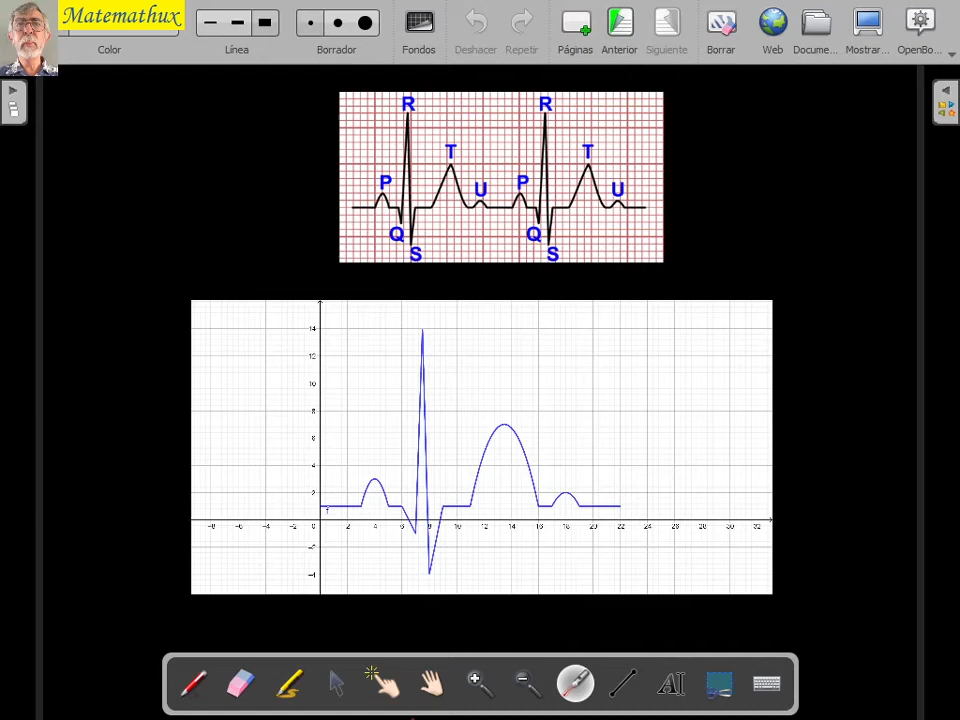 Matemathux
Color
Línea
Borrador
Fondos
Deshacer
Repetir
Páginas
Anterior
Siguiente
Borrar
Web
Docume...
Mostrar...
OpenBo...
R R
T T
P U P U
Q Q
S S
14
12
10
8
6
4
2
f
-8 -6 -4 -2 0 2 4 6 8 10 12 14 16 18 20 22 24 26 28 30 32
-2
-4
AI